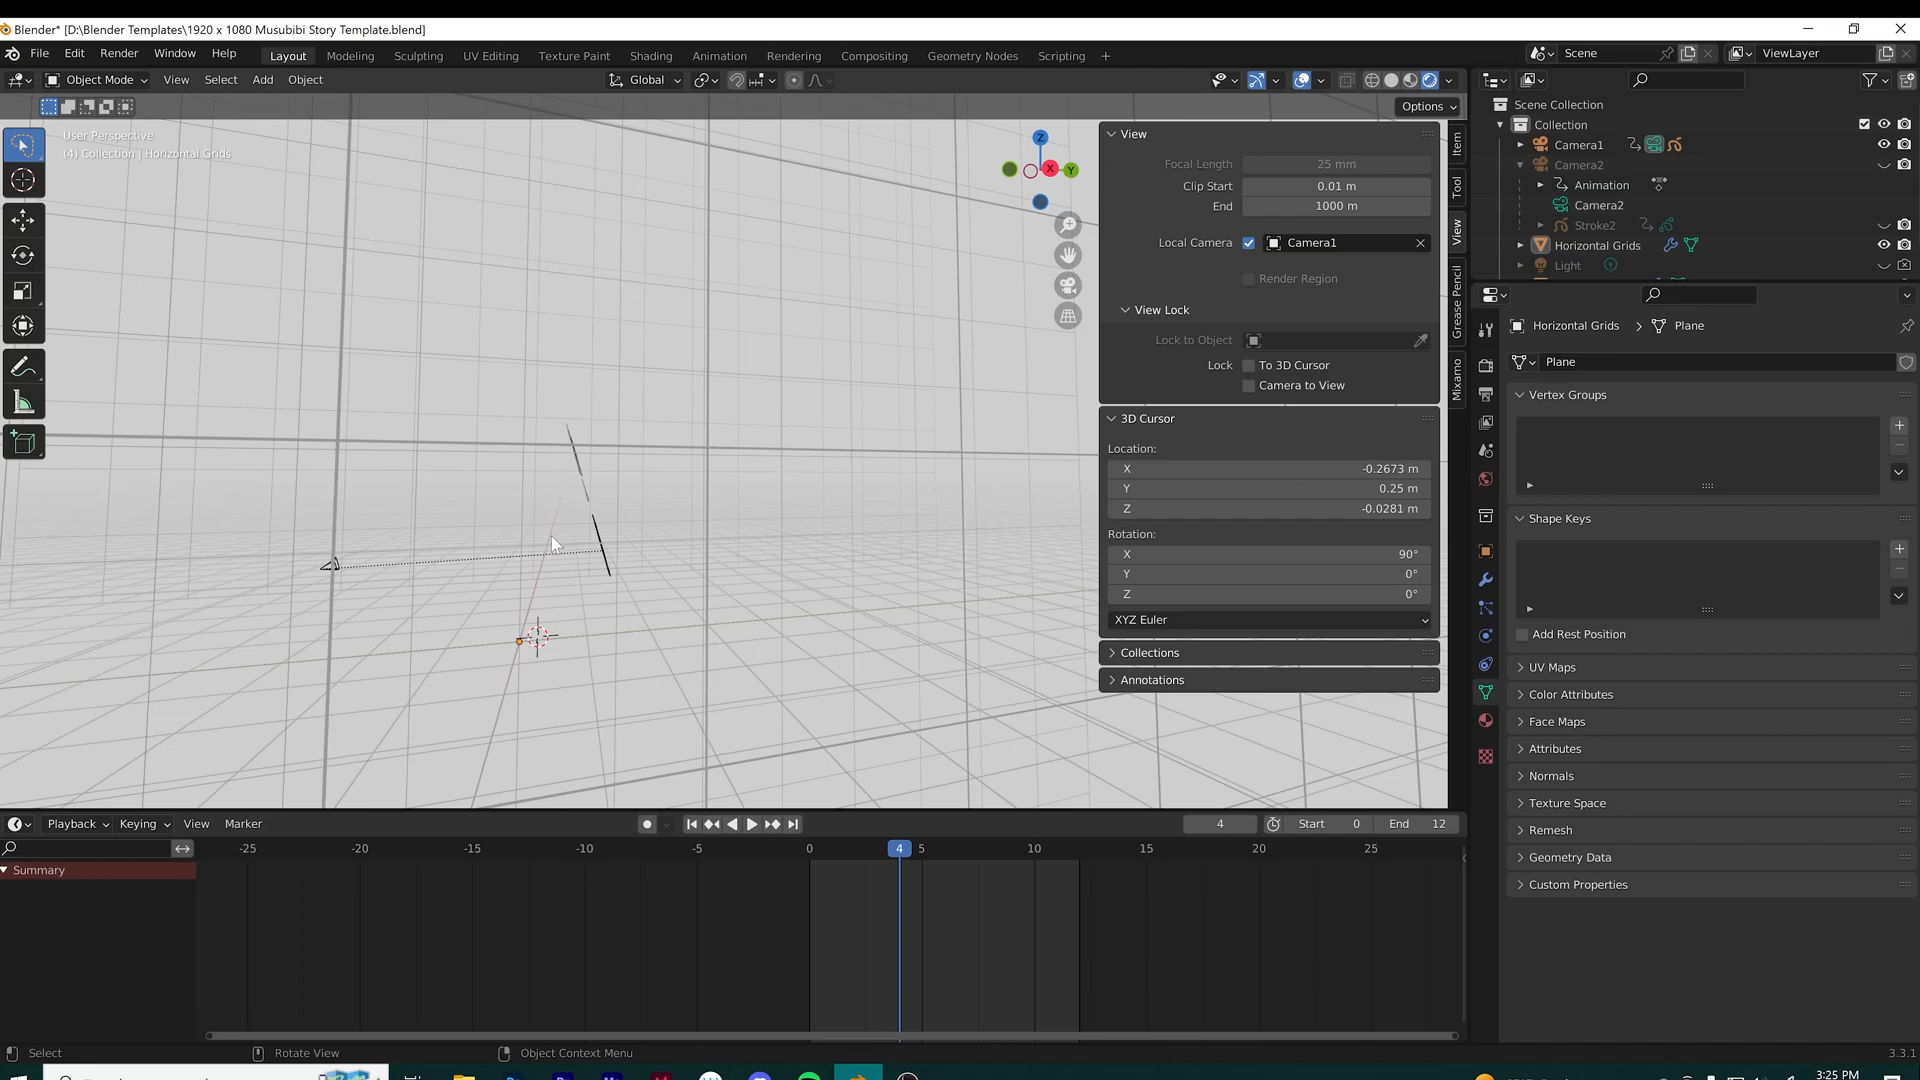 Blender* [D:\Blender Templates\1920 x 1080 Musubibi Story Template.blend]
File Edit Render Window Help Layout Modeling Sculpting UV Editing Texture Paint Shading Animation Rendering Compositing Geometry Nodes Scripting + Scene ViewLayer
Object Mode View Select Add Object Global
Options
User Perspective
(4) Collection | Horizontal Grids
Z
X
Y
View
Focal Length 25 mm
Clip Start 0.01 m
End 1000 m
Local Camera Camera1
Render Region
View Lock
Lock to Object
Lock To 3D Cursor
Camera to View
3D Cursor
Location:
X -0.2673 m
Y 0.25 m
Z -0.0281 m
Rotation:
X 90°
Y 0°
Z 0°
XYZ Euler
Collections
Annotations
Item
Tool
View
Grease Pencil
Mixamo
Scene Collection
Collection
Camera1
Camera2
Animation
Camera2
Stroke2
Horizontal Grids
Light
Horizontal Grids > Plane
Plane
Vertex Groups
Shape Keys
Add Rest Position
UV Maps
Color Attributes
Face Maps
Attributes
Normals
Texture Space
Remesh
Geometry Data
Custom Properties
Playback Keying View Marker 4 Start 0 End 12
-25 -20 -15 -10 -5 0 4 5 10 15 20 25
Summary
Select Rotate View Object Context Menu 3.3.1
3:25 PM